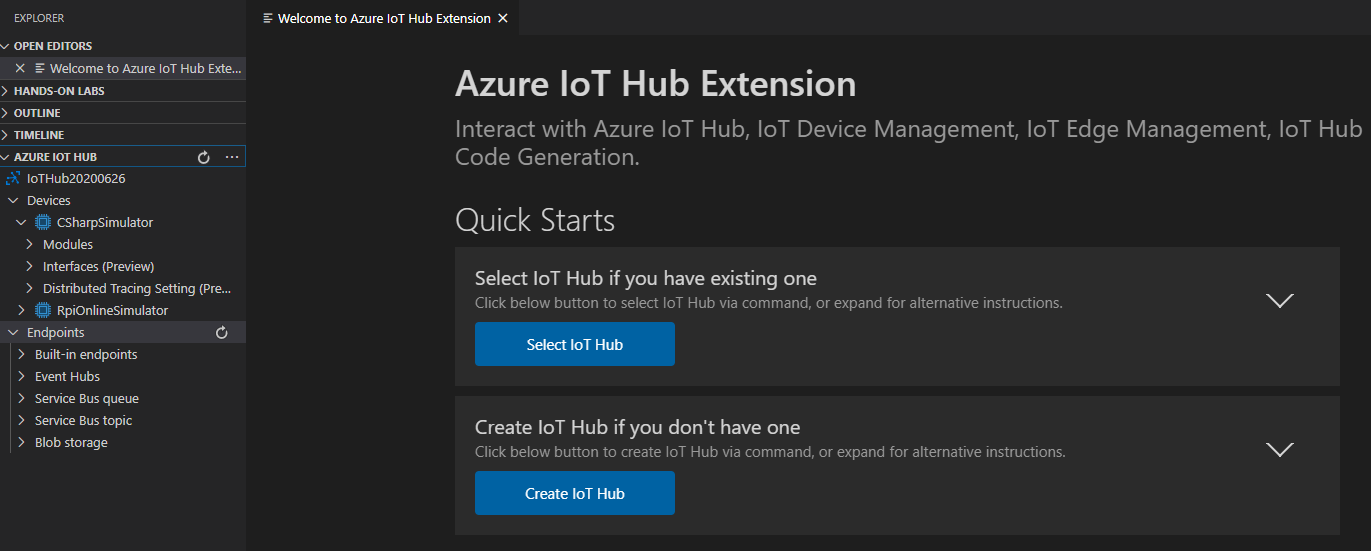 EXPLORER
OPEN EDITORS
Welcome to Azure IoT Hub Exte...
HANDS-ON LABS
OUTLINE
TIMELINE
AZURE IOT HUB
IoTHub20200626
Devices
CSharpSimulator
Modules
Interfaces (Preview)
Distributed Tracing Setting (Pre...
RpiOnlineSimulator
Endpoints
Built-in endpoints
Event Hubs
Service Bus queue
Service Bus topic
Blob storage
Welcome to Azure IoT Hub Extension
Azure IoT Hub Extension
Interact with Azure IoT Hub, IoT Device Management, IoT Edge Management, IoT Hub
Code Generation.
Quick Starts
Select IoT Hub if you have existing one
Click below button to select IoT Hub via command, or expand for alternative instructions.
Select IoT Hub
Create IoT Hub if you don't have one
Click below button to create IoT Hub via command, or expand for alternative instructions.
Create IoT Hub